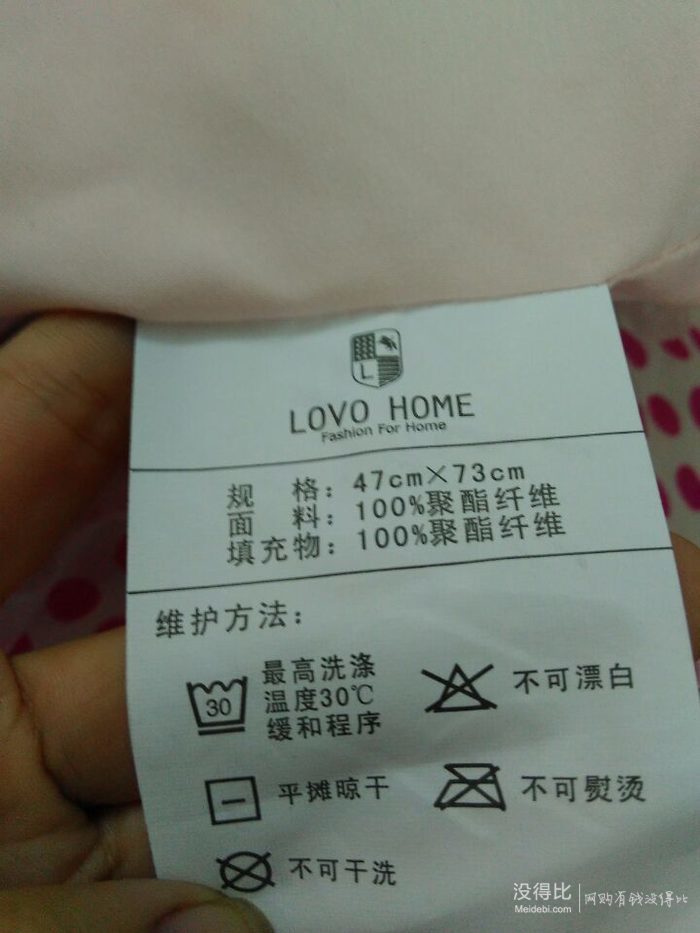 L
LOVO HOME
Fashion For Home
规 格：47cm×73cm
面 料：100%聚酯纤维
填充物：100%聚酯纤维
维护方法：
30
最高洗涤
温度30℃
缓和程序
不可漂白
平摊晾干
不可熨烫
不可干洗
没得比
Meidebi.com
网购有钱没得比